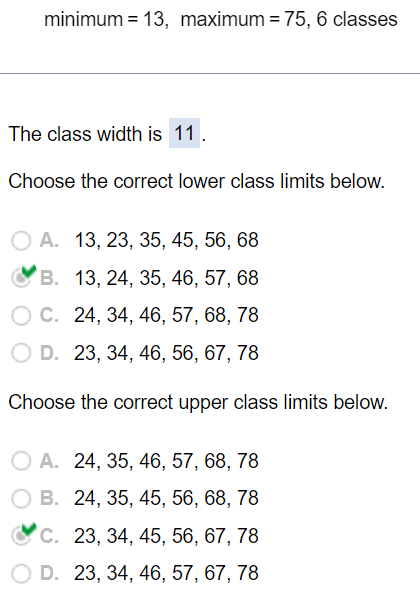 minimum = 13, maximum = 75, 6 classes
The class width is 11.
Choose the correct lower class limits below.
A. 13, 23, 35, 45, 56, 68
B. 13, 24, 35, 46, 57, 68
C. 24, 34, 46, 57, 68, 78
D. 23, 34, 46, 56, 67, 78
Choose the correct upper class limits below.
A. 24, 35, 46, 57, 68, 78
B. 24, 35, 45, 56, 68, 78
C. 23, 34, 45, 56, 67, 78
D. 23, 34, 46, 57, 67, 78